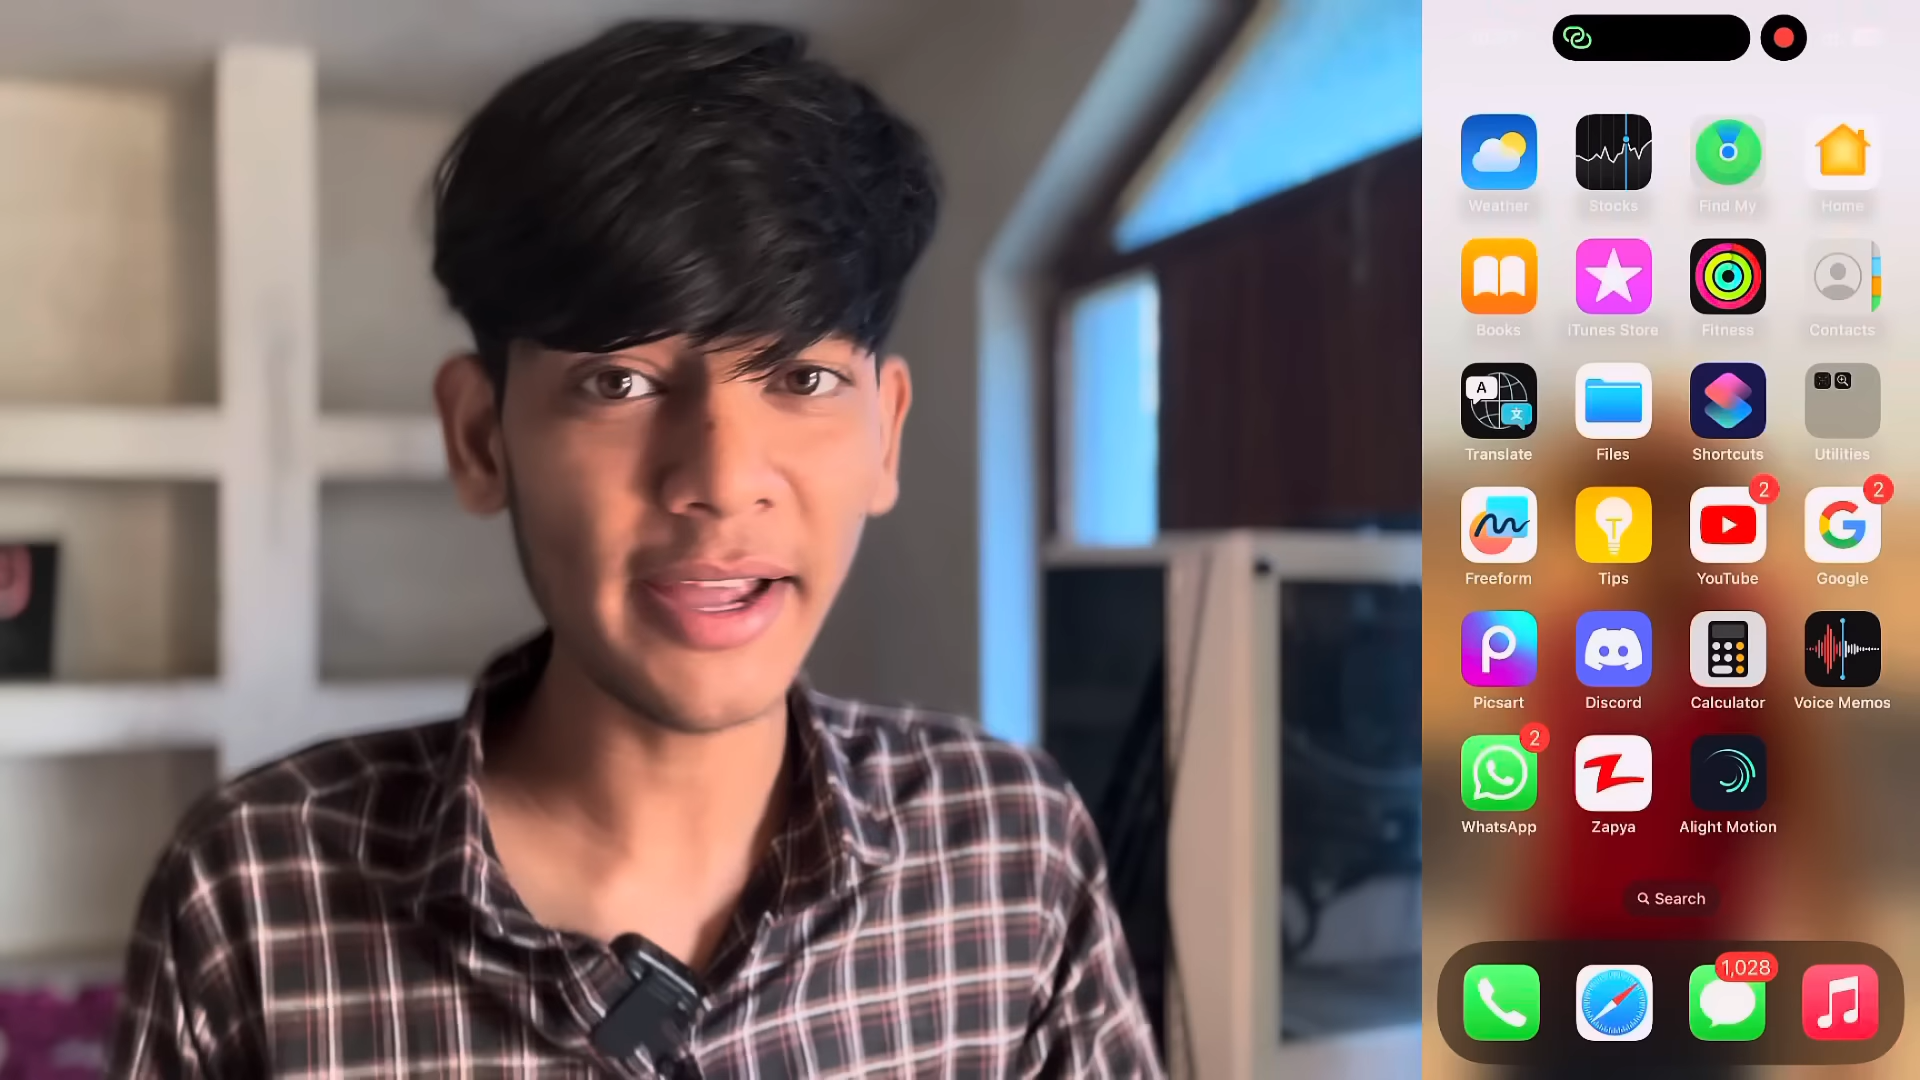 Weather Stocks Find My Home
Books iTunes Store Fitness Contacts
A 文
Translate Files Shortcuts Utilities
2 2
Freeform Tips YouTube Google
Picsart Discord Calculator Voice Memos
2
WhatsApp Zapya Alight Motion
Search
1,028